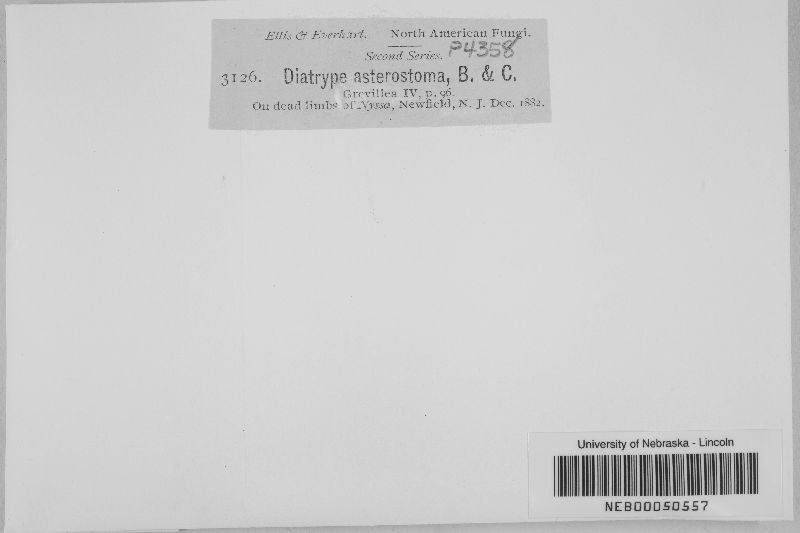 Ellis & Everhart. North American Fungi.
Second Series. P4358
3126. Diatrype asterostoma, B. & C.
Grevillea IV, p. 96.
On dead limbs of Nyssa, Newfield, N. J. Dec. 1882.
University of Nebraska - Lincoln
NEB00050557